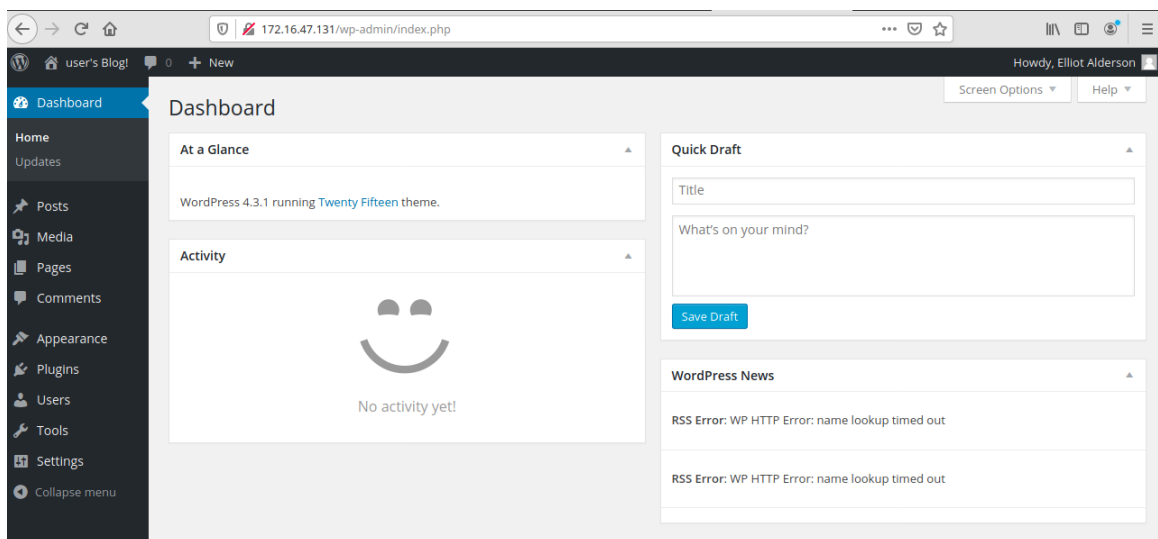 172.16.47.131/wp-admin/index.php
user's Blog! 0 + New Howdy, Elliot Alderson
Screen Options Help
Dashboard
Home
Updates
Posts
Media
Pages
Comments
Appearance
Plugins
Users
Tools
Settings
Collapse menu
Dashboard
At a Glance
WordPress 4.3.1 running Twenty Fifteen theme.
Activity
No activity yet!
Quick Draft
Title
What's on your mind?
Save Draft
WordPress News
RSS Error: WP HTTP Error: name lookup timed out
RSS Error: WP HTTP Error: name lookup timed out